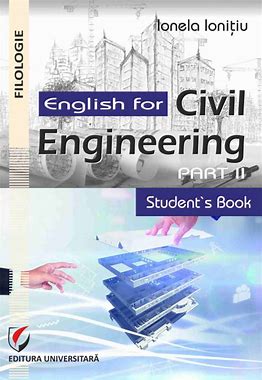 FILOLOGIE
Ionela Ionițiu
English for Civil
Engineering
PART II
Student`s Book
EDITURA UNIVERSITARĂ